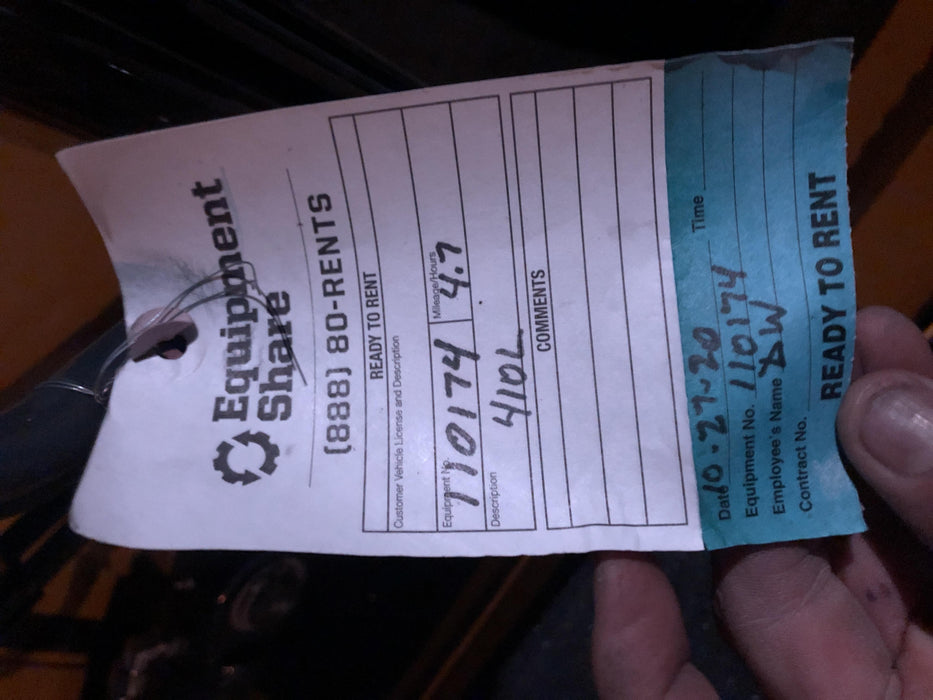 Equipment
Share
(888) 80-RENTS
READY TO RENT
Customer Vehicle License and Description
Equipment No. 110174 Mileage/Hours 4.7
Description
410L
COMMENTS
Date 10-27-20 Time
Equipment No. 110174
Employee's Name DW
Contract No.
READY TO RENT